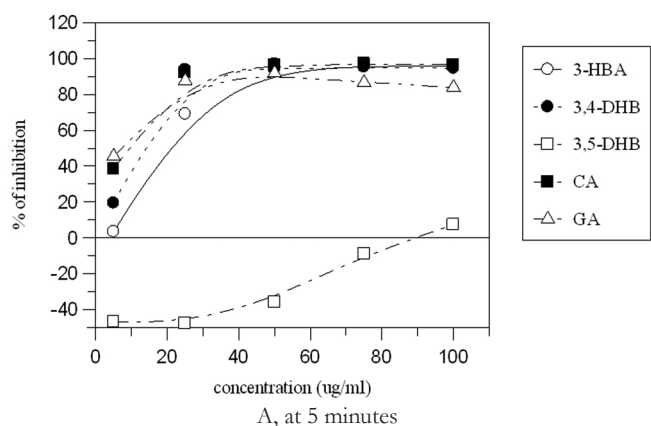 120
100
80
60
40
20
0
-20
-40
% of inhibition
0 20 40 60 80 100
concentration (ug/ml)
A, at 5 minutes
3-HBA
3,4-DHB
3,5-DHB
CA
GA